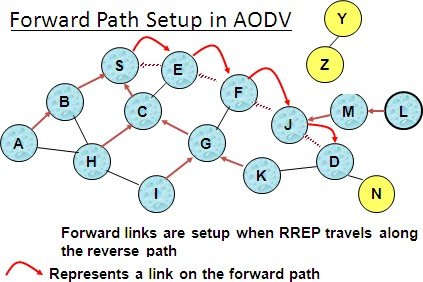 Forward Path Setup in AODV
Y
Z
S
E
F
B
C
J
M
L
A
H
G
D
K
I
N
Forward links are setup when RREP travels along
the reverse path
Represents a link on the forward path